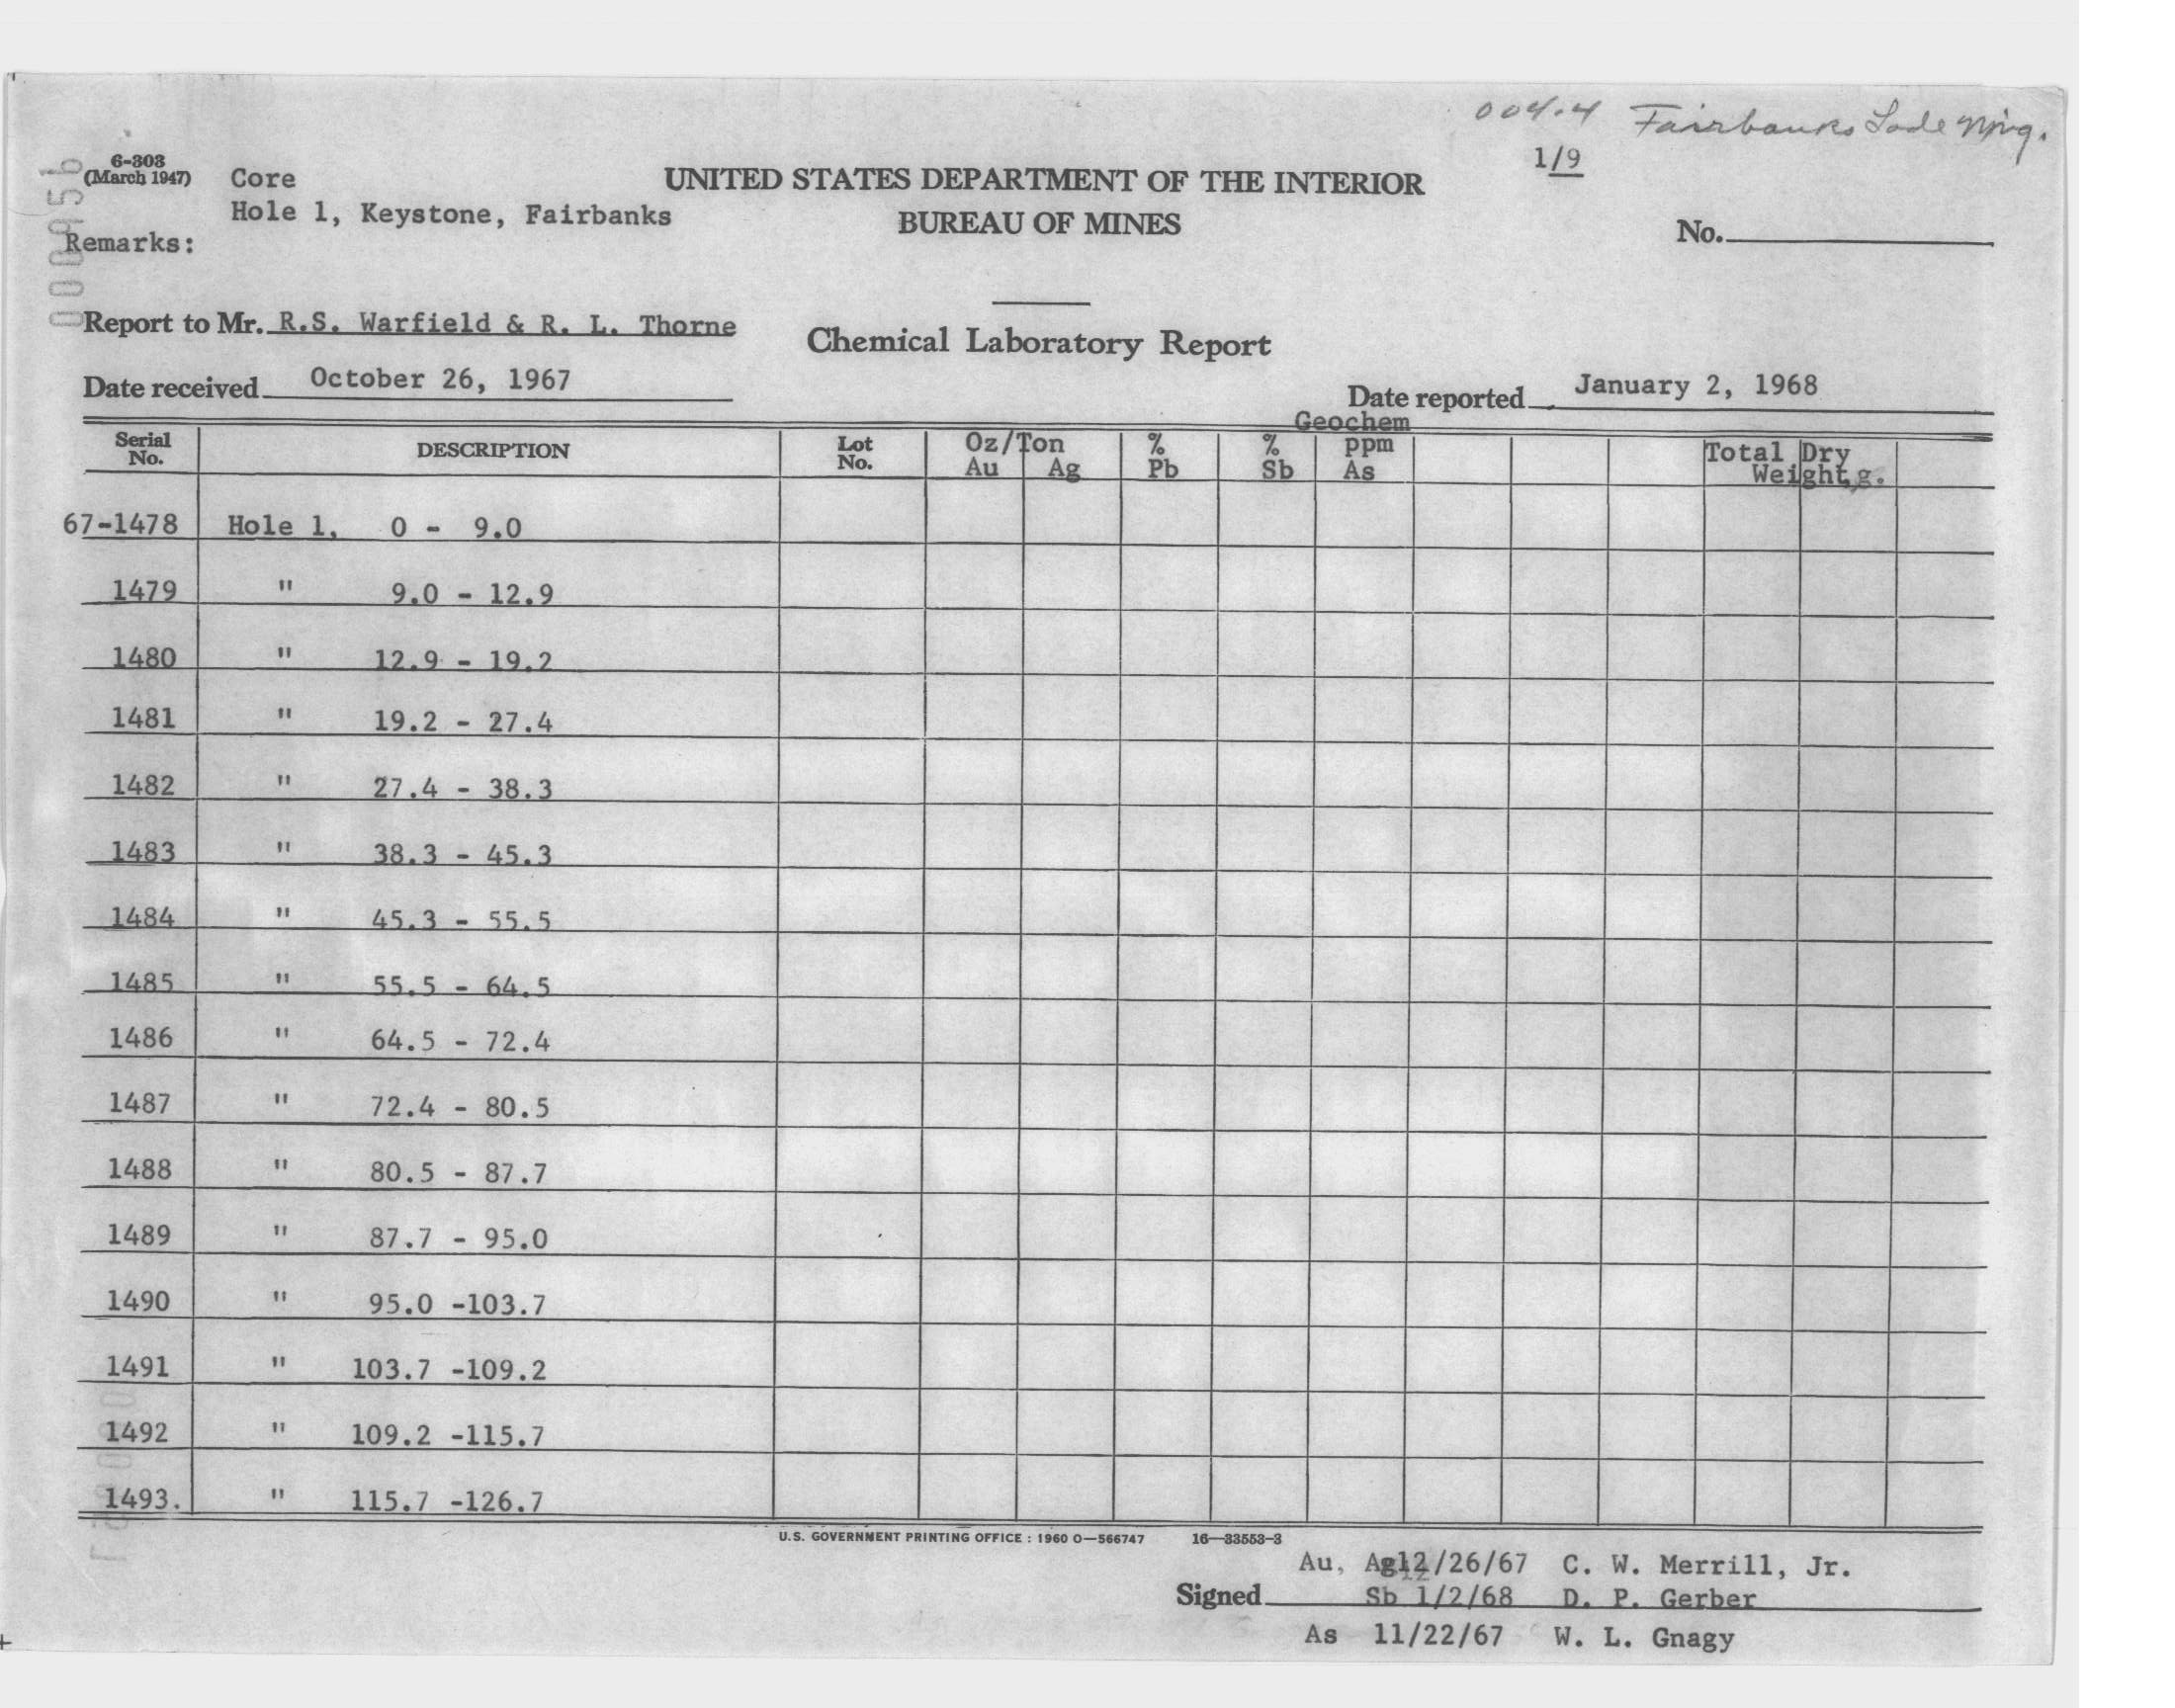 004.4 Fairbanks Lode Mng.
1/9
6-303
(March 1947)
Core
Hole 1, Keystone, Fairbanks
Remarks:
UNITED STATES DEPARTMENT OF THE INTERIOR
BUREAU OF MINES
No.
Report to Mr. R.S. Warfield & R. L. Thorne
Chemical Laboratory Report
Date received October 26, 1967
Date reported January 2, 1968
Geochem
Serial No. DESCRIPTION Lot No. Oz/Ton Au Ag % Pb % Sb ppm As Total Dry Weight, g.
67-1478 Hole 1, 0 - 9.0
1479 " 9.0 - 12.9
1480 " 12.9 - 19.2
1481 " 19.2 - 27.4
1482 " 27.4 - 38.3
1483 " 38.3 - 45.3
1484 " 45.3 - 55.5
1485 " 55.5 - 64.5
1486 " 64.5 - 72.4
1487 " 72.4 - 80.5
1488 " 80.5 - 87.7
1489 " 87.7 - 95.0
1490 " 95.0 -103.7
1491 " 103.7 -109.2
1492 " 109.2 -115.7
1493. " 115.7 -126.7
U.S. GOVERNMENT PRINTING OFFICE : 1960 O—566747 16—33553-3
Au, Ag12/26/67 C. W. Merrill, Jr.
Signed Sb 1/2/68 D. P. Gerber
As 11/22/67 W. L. Gnagy